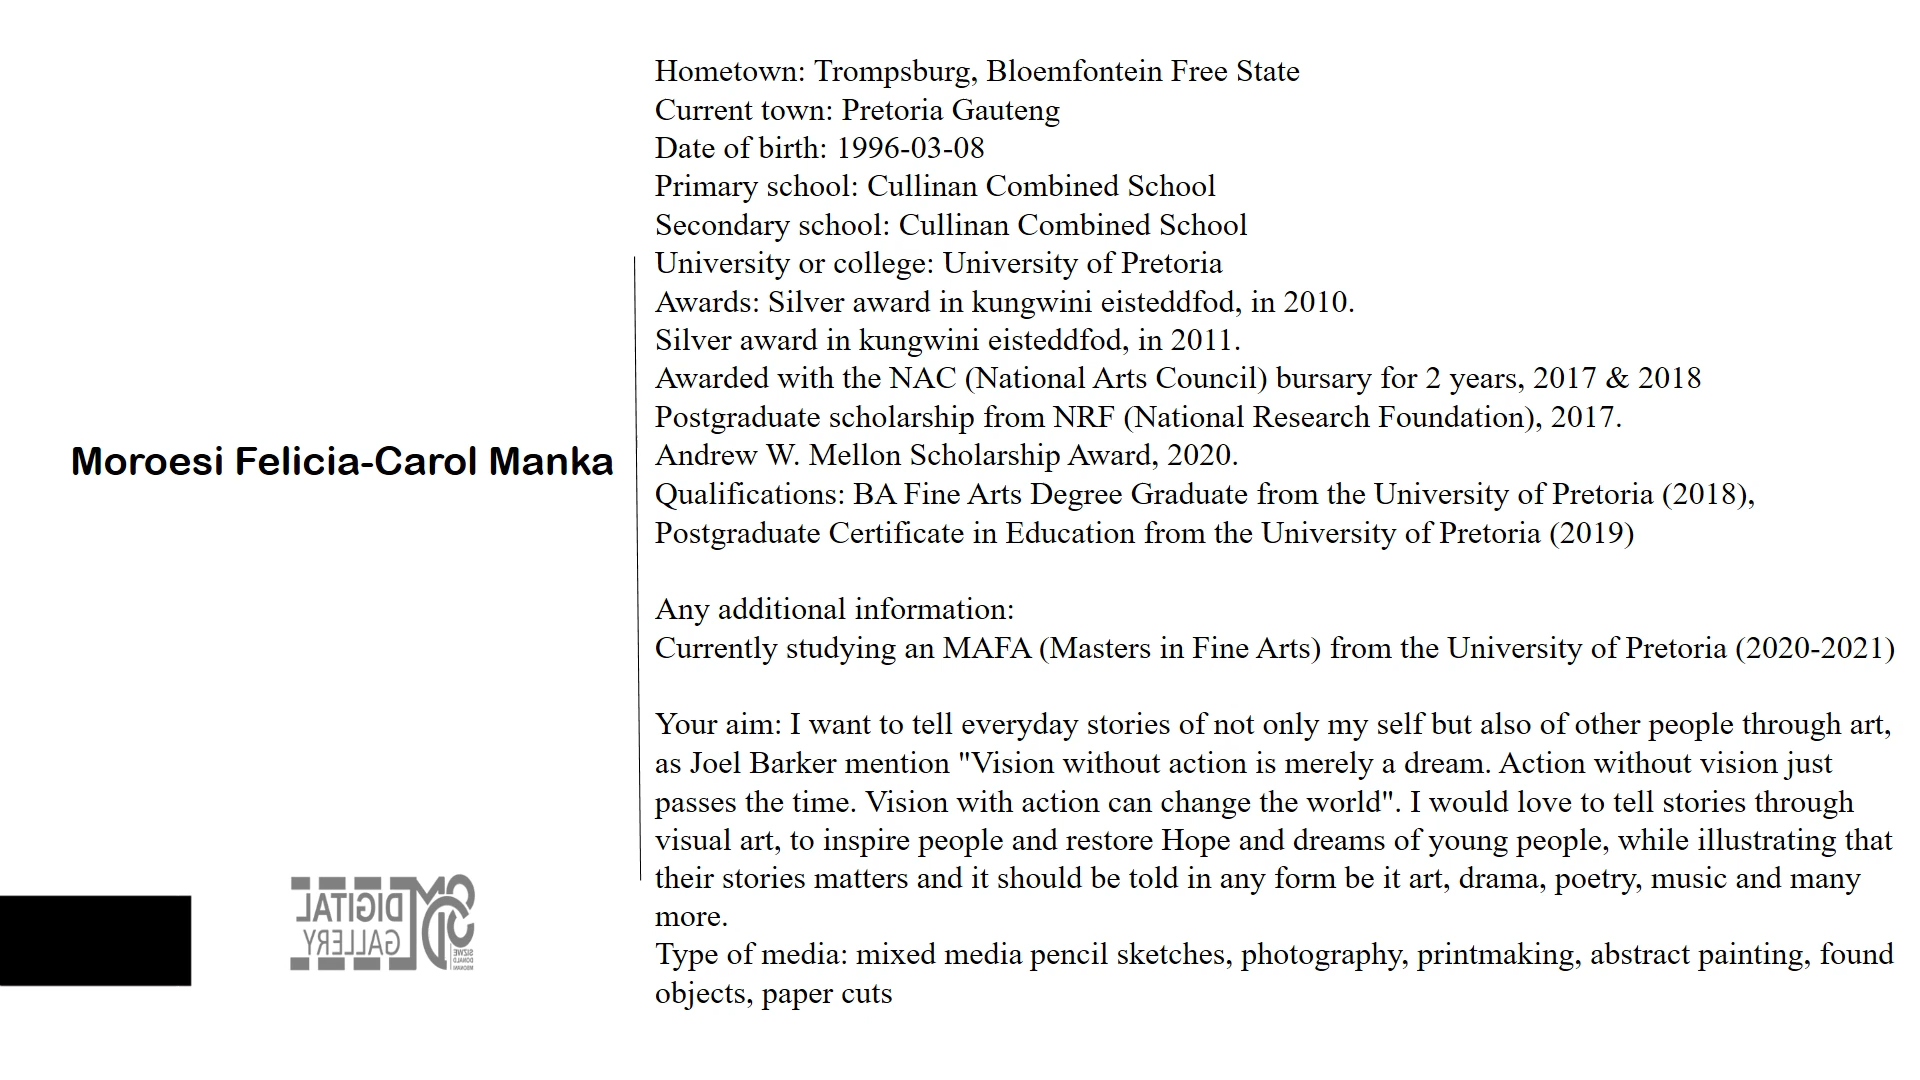 Moroesi Felicia-Carol Manka
Hometown: Trompsburg, Bloemfontein Free State
Current town: Pretoria Gauteng
Date of birth: 1996-03-08
Primary school: Cullinan Combined School
Secondary school: Cullinan Combined School
University or college: University of Pretoria
Awards: Silver award in kungwini eisteddfod, in 2010.
Silver award in kungwini eisteddfod, in 2011.
Awarded with the NAC (National Arts Council) bursary for 2 years, 2017 & 2018
Postgraduate scholarship from NRF (National Research Foundation), 2017.
Andrew W. Mellon Scholarship Award, 2020.
Qualifications: BA Fine Arts Degree Graduate from the University of Pretoria (2018),
Postgraduate Certificate in Education from the University of Pretoria (2019)
Any additional information:
Currently studying an MAFA (Masters in Fine Arts) from the University of Pretoria (2020-2021)
Your aim: I want to tell everyday stories of not only my self but also of other people through art,
as Joel Barker mention "Vision without action is merely a dream. Action without vision just
passes the time. Vision with action can change the world". I would love to tell stories through
visual art, to inspire people and restore Hope and dreams of young people, while illustrating that
their stories matters and it should be told in any form be it art, drama, poetry, music and many
more.
Type of media: mixed media pencil sketches, photography, printmaking, abstract painting, found
objects, paper cuts
DIGITAL
GALLERY
SIZWE
DONALD